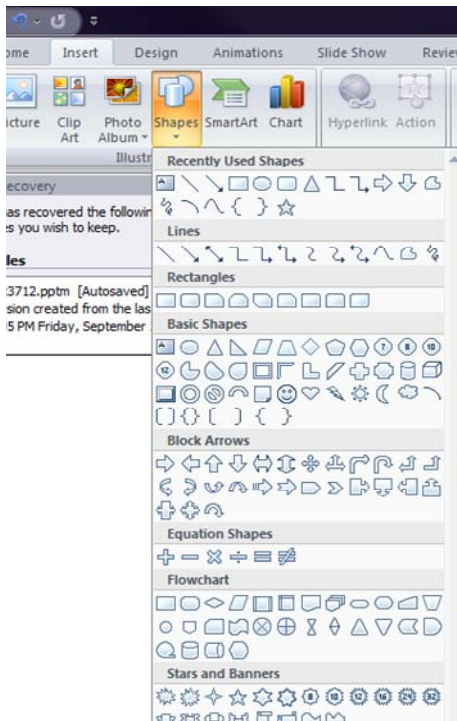 ome Insert Design Animations Slide Show Revie
icture Clip Art Photo Album Shapes SmartArt Chart Hyperlink Action
Illustr
Recently Used Shapes
ecovery
as recovered the followin
es you wish to keep.
Lines
les
Rectangles
3712.pptm [Autosaved]
sion created from the las
5 PM Friday, September
Basic Shapes
Block Arrows
Equation Shapes
Flowchart
Stars and Banners